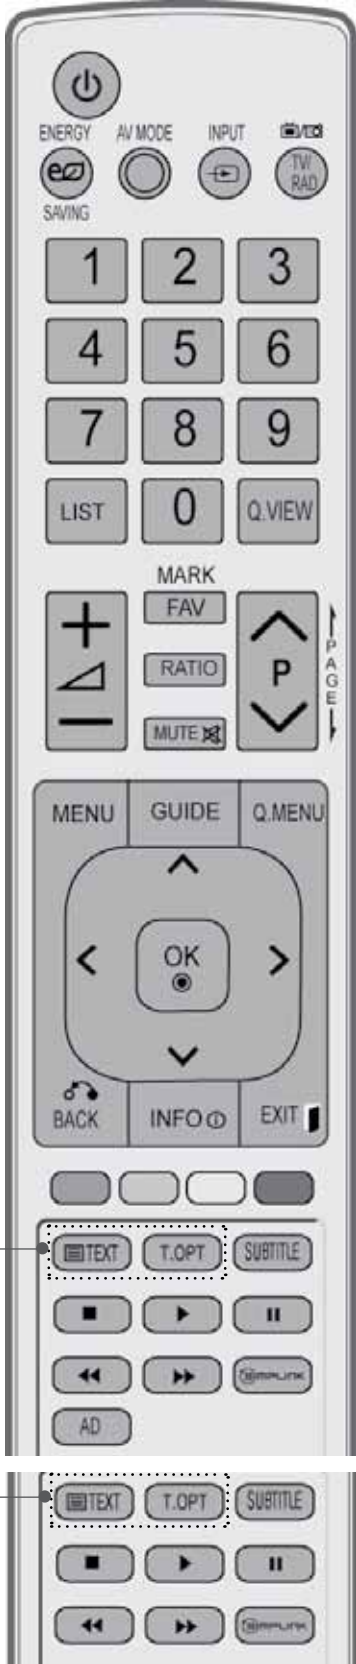 ENERGY AV MODE INPUT
TV/
RAD
SAVING
1 2 3
4 5 6
7 8 9
LIST 0 Q.VIEW
MARK
FAV
P
PAGE
RATIO
MUTE
MENU GUIDE Q.MENU
OK
BACK INFO EXIT
TEXT T.OPT SUBTITLE
SIMPLINK
AD
TEXT T.OPT SUBTITLE
SIMPLINK